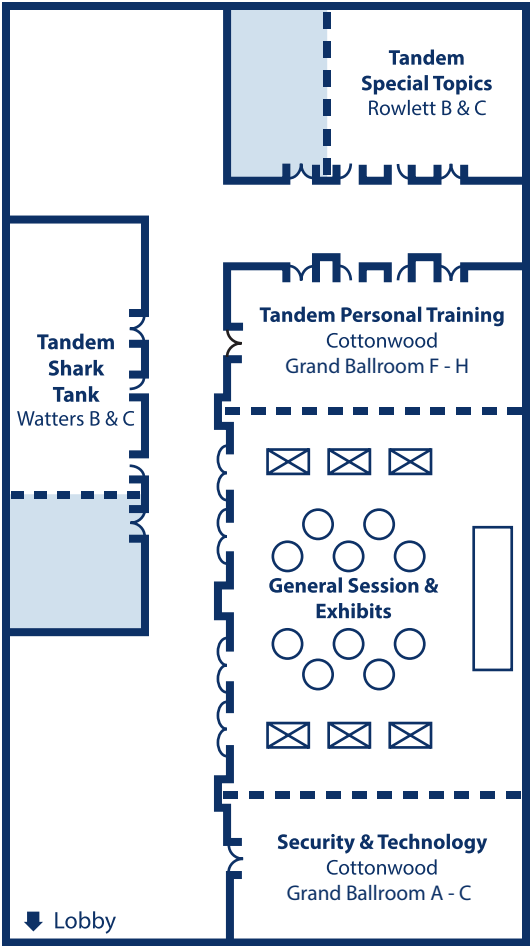 Tandem
Special Topics
Rowlett B & C
Tandem Personal Training
Cottonwood
Grand Ballroom F - H
Tandem
Shark
Tank
Watters B & C
General Session &
Exhibits
Security & Technology
Cottonwood
Grand Ballroom A - C
Lobby